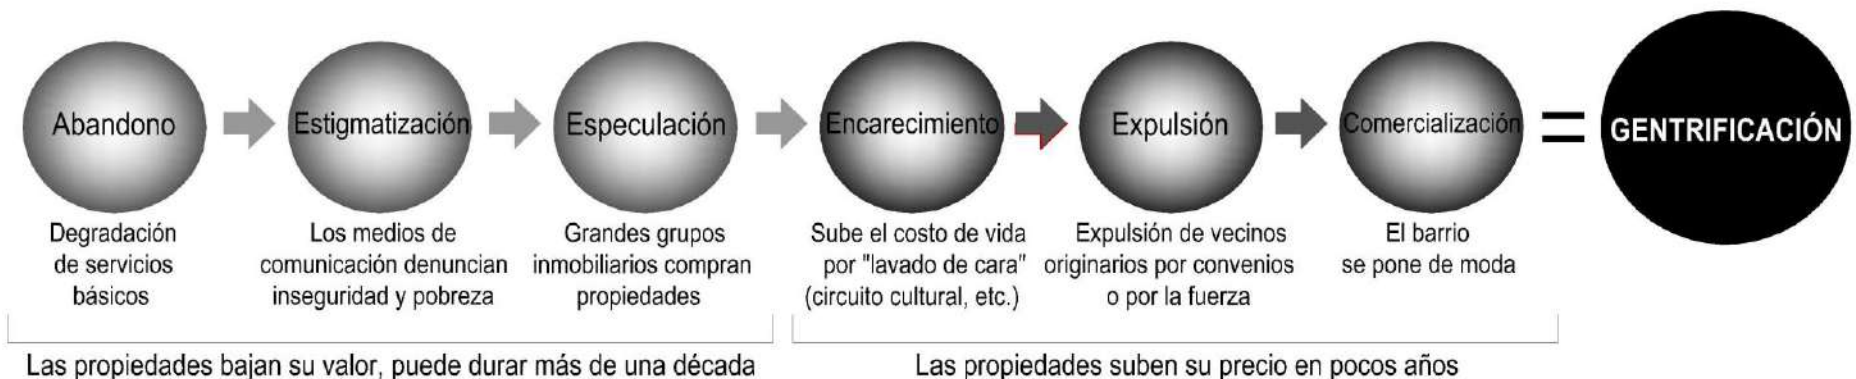 Abandono
Degradación
de servicios
básicos
Estigmatización
Los medios de
comunicación denuncian
inseguridad y pobreza
Especulación
Grandes grupos
inmobiliarios compran
propiedades
Encarecimiento
Sube el costo de vida
por "lavado de cara"
(circuito cultural, etc.)
Expulsión
Expulsión de vecinos
originarios por convenios
o por la fuerza
Comercialización
El barrio
se pone de moda
=
GENTRIFICACIÓN
Las propiedades bajan su valor, puede durar más de una década
Las propiedades suben su precio en pocos años